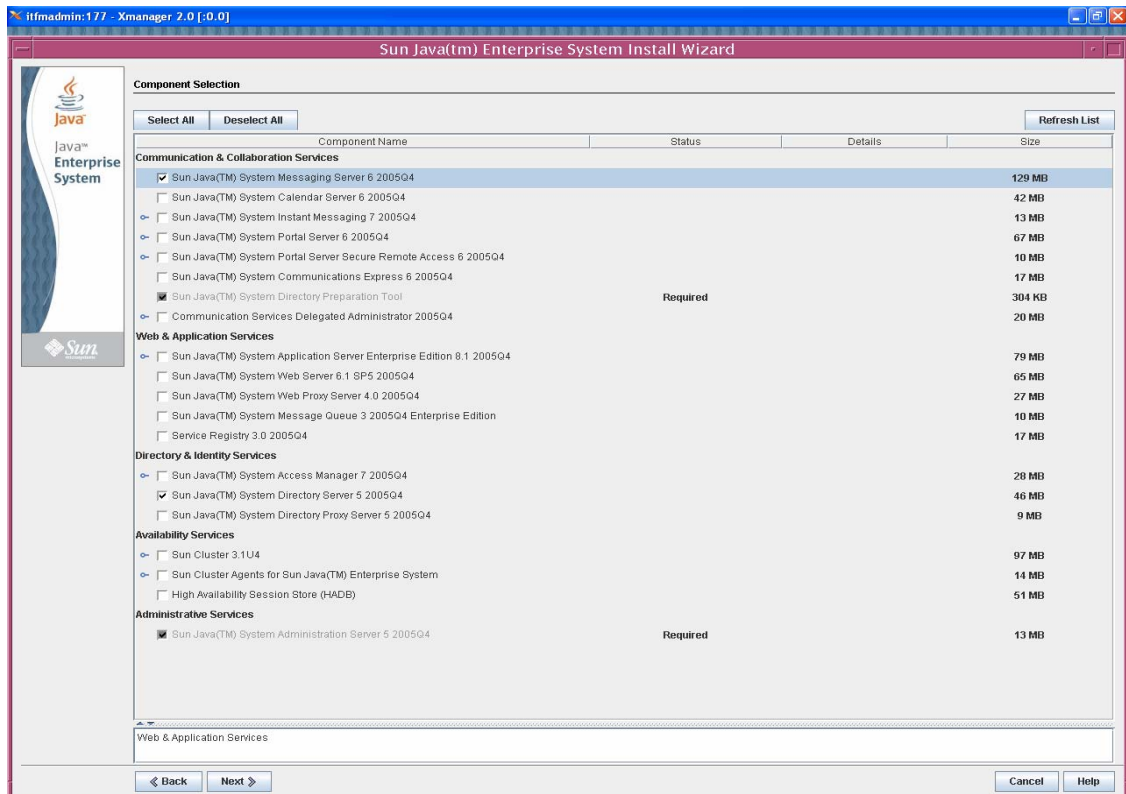 itfmadmin:177 - Xmanager 2.0 [:0.0]
Sun Java(tm) Enterprise System Install Wizard
Java
Java™
Enterprise
System
Sun
Component Selection
Select All Deselect All Refresh List
Component Name Status Details Size
Communication & Collaboration Services
Sun Java(TM) System Messaging Server 6 2005Q4 129 MB
Sun Java(TM) System Calendar Server 6 2005Q4 42 MB
Sun Java(TM) System Instant Messaging 7 2005Q4 13 MB
Sun Java(TM) System Portal Server 6 2005Q4 67 MB
Sun Java(TM) System Portal Server Secure Remote Access 6 2005Q4 10 MB
Sun Java(TM) System Communications Express 6 2005Q4 17 MB
Sun Java(TM) System Directory Preparation Tool Required 304 KB
Communication Services Delegated Administrator 2005Q4 20 MB
Web & Application Services
Sun Java(TM) System Application Server Enterprise Edition 8.1 2005Q4 79 MB
Sun Java(TM) System Web Server 6.1 SP5 2005Q4 65 MB
Sun Java(TM) System Web Proxy Server 4.0 2005Q4 27 MB
Sun Java(TM) System Message Queue 3 2005Q4 Enterprise Edition 10 MB
Service Registry 3.0 2005Q4 17 MB
Directory & Identity Services
Sun Java(TM) System Access Manager 7 2005Q4 28 MB
Sun Java(TM) System Directory Server 5 2005Q4 46 MB
Sun Java(TM) System Directory Proxy Server 5 2005Q4 9 MB
Availability Services
Sun Cluster 3.1U4 97 MB
Sun Cluster Agents for Sun Java(TM) Enterprise System 14 MB
High Availability Session Store (HADB) 51 MB
Administrative Services
Sun Java(TM) System Administration Server 5 2005Q4 Required 13 MB
Web & Application Services
Back Next Cancel Help